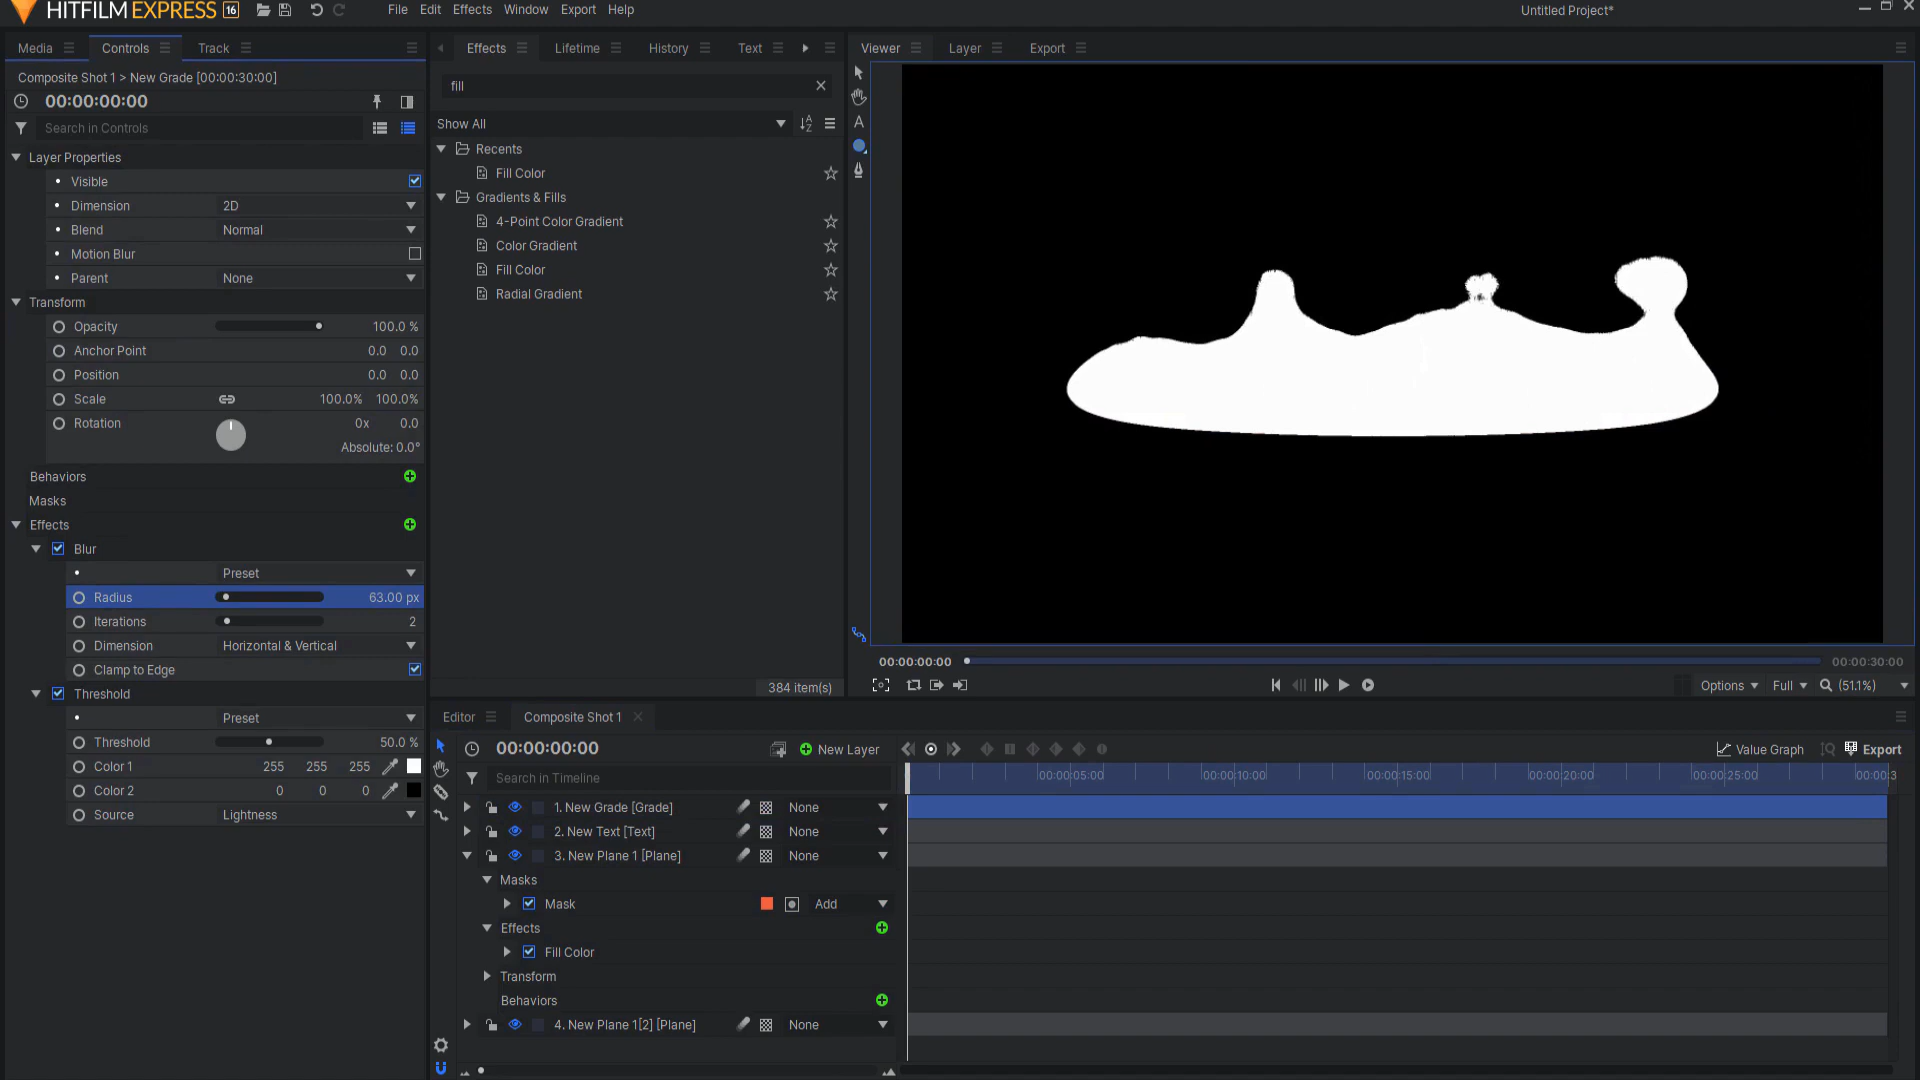 HITFILM EXPRESS 16
File Edit Effects Window Export Help
Untitled Project*
Media Controls Track
Composite Shot 1 > New Grade [00:00:30:00]
00:00:00:00
Search in Controls
Layer Properties
Visible
Dimension 2D
Blend Normal
Motion Blur
Parent None
Transform
Opacity 100.0 %
Anchor Point 0.0 0.0
Position 0.0 0.0
Scale 100.0% 100.0%
Rotation 0x 0.0
Absolute: 0.0°
Behaviors
Masks
Effects
Blur
Preset
Radius 63.00 px
Iterations 2
Dimension Horizontal & Vertical
Clamp to Edge
Threshold
Preset
Threshold 50.0 %
Color 1 255 255 255
Color 2 0 0 0
Source Lightness
Effects Lifetime History Text
fill
Show All
Recents
Fill Color
Gradients & Fills
4-Point Color Gradient
Color Gradient
Fill Color
Radial Gradient
384 item(s)
Viewer Layer Export
A
00:00:00:00 00:00:30:00
Options Full (51.1%)
Editor Composite Shot 1
00:00:00:00 New Layer Value Graph Export
Search in Timeline
00:00:05:00 00:00:10:00 00:00:15:00 00:00:20:00 00:00:25:00 00:00:3
1. New Grade [Grade] None
2. New Text [Text] None
3. New Plane 1 [Plane] None
Masks
Mask Add
Effects
Fill Color
Transform
Behaviors
4. New Plane 1[2] [Plane] None